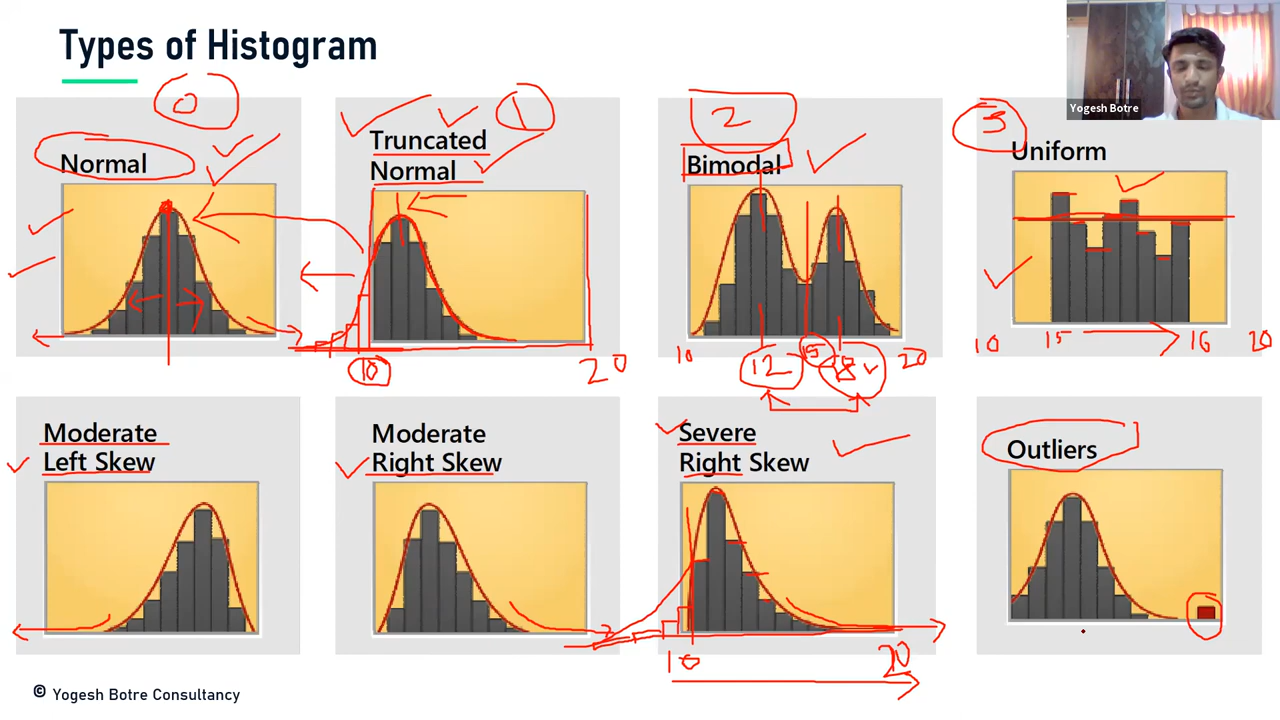 Types of Histogram
Yogesh Botre
0
Normal
1
Truncated
Normal
10
20
2
Bimodal
10
12
15
18
20
3
Uniform
10 15 16 20
Moderate
Left Skew
Moderate
Right Skew
Severe
Right Skew
10
20
Outliers
© Yogesh Botre Consultancy